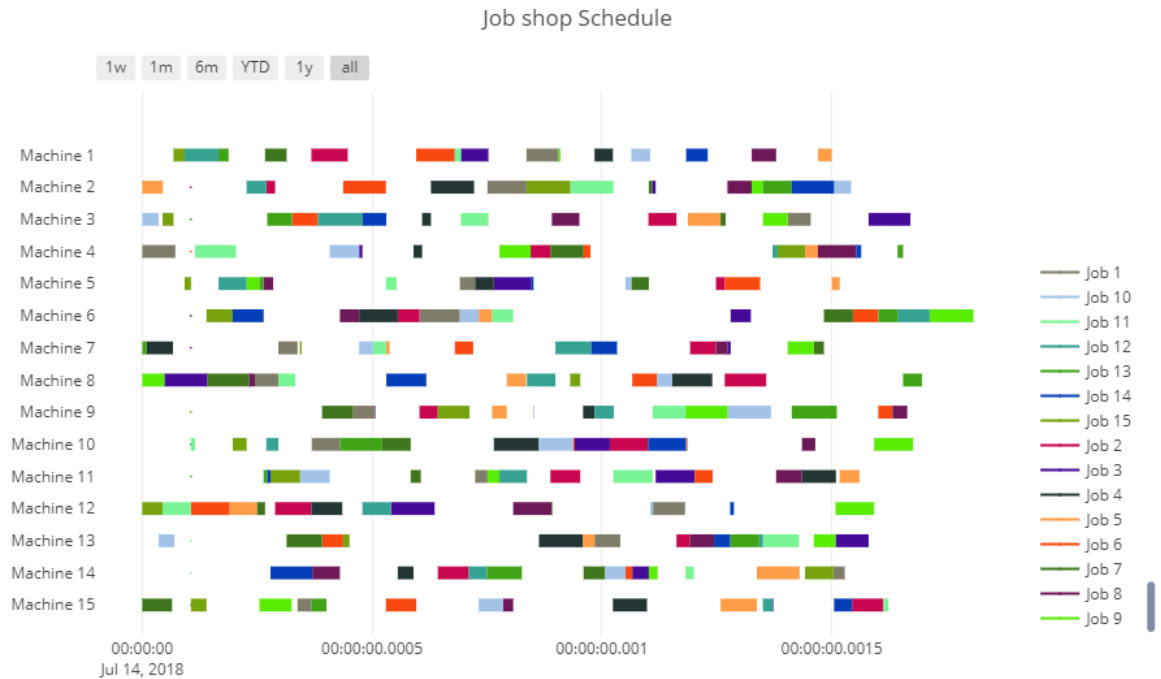 Job shop Schedule
1w 1m 6m YTD 1y all
Machine 1
Machine 2
Machine 3
Machine 4
Machine 5
Machine 6
Machine 7
Machine 8
Machine 9
Machine 10
Machine 11
Machine 12
Machine 13
Machine 14
Machine 15
00:00:00 00:00:00.0005 00:00:00.001 00:00:00.0015
Jul 14, 2018
Job 1
Job 10
Job 11
Job 12
Job 13
Job 14
Job 15
Job 2
Job 3
Job 4
Job 5
Job 6
Job 7
Job 8
Job 9